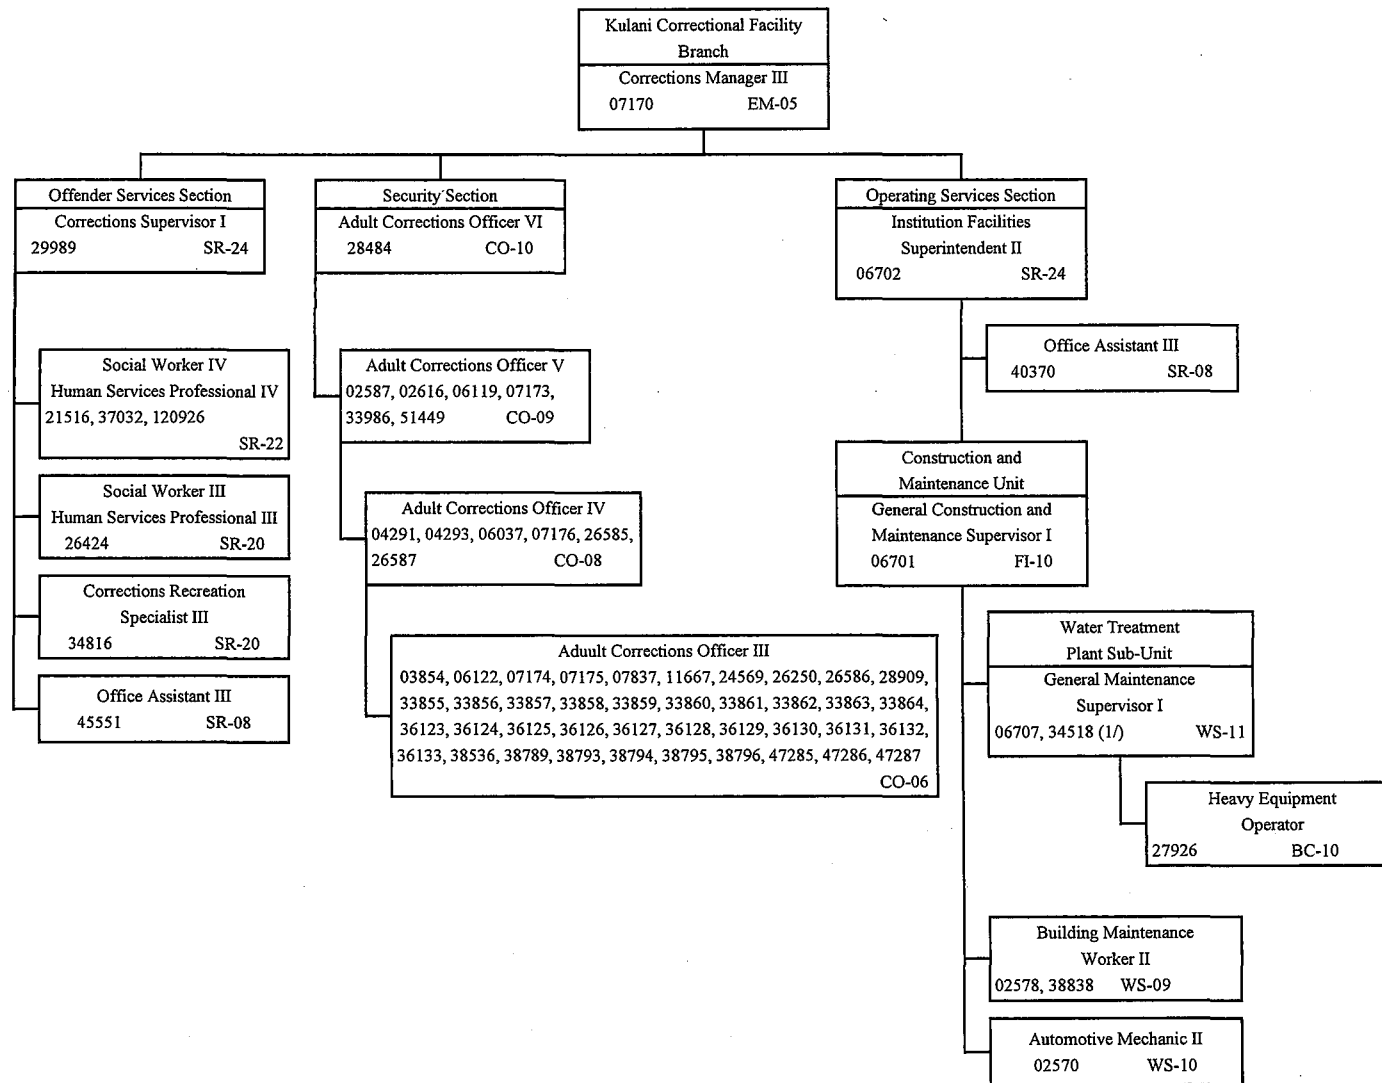 Kulani Correctional Facility
Branch
Corrections Manager III
07170 EM-05
Offender Services Section
Corrections Supervisor I
29989 SR-24
Social Worker IV
Human Services Professional IV
21516, 37032, 120926
SR-22
Social Worker III
Human Services Professional III
26424 SR-20
Corrections Recreation
Specialist III
34816 SR-20
Office Assistant III
45551 SR-08
Security Section
Adult Corrections Officer VI
28484 CO-10
Adult Corrections Officer V
02587, 02616, 06119, 07173,
33986, 51449 CO-09
Adult Corrections Officer IV
04291, 04293, 06037, 07176, 26585,
26587 CO-08
Aduult Corrections Officer III
03854, 06122, 07174, 07175, 07837, 11667, 24569, 26250, 26586, 28909,
33855, 33856, 33857, 33858, 33859, 33860, 33861, 33862, 33863, 33864,
36123, 36124, 36125, 36126, 36127, 36128, 36129, 36130, 36131, 36132,
36133, 38536, 38789, 38793, 38794, 38795, 38796, 47285, 47286, 47287
CO-06
Operating Services Section
Institution Facilities
Superintendent II
06702 SR-24
Office Assistant III
40370 SR-08
Construction and
Maintenance Unit
General Construction and
Maintenance Supervisor I
06701 FI-10
Water Treatment
Plant Sub-Unit
General Maintenance
Supervisor I
06707, 34518 (1/) WS-11
Heavy Equipment
Operator
27926 BC-10
Building Maintenance
Worker II
02578, 38838 WS-09
Automotive Mechanic II
02570 WS-10